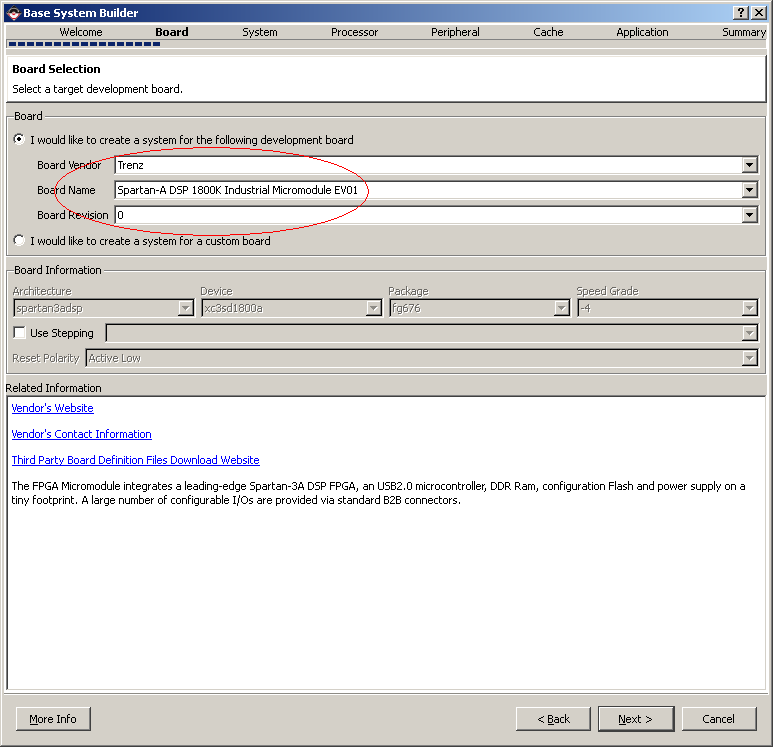 Base System Builder
Welcome Board System Processor Peripheral Cache Application Summary
Board Selection
Select a target development board.
Board
I would like to create a system for the following development board
Board Vendor Trenz
Board Name Spartan-A DSP 1800K Industrial Micromodule EV01
Board Revision 0
I would like to create a system for a custom board
Board Information
Architecture Device Package Speed Grade
spartan3adsp xc3sd1800a fg676 -4
Use Stepping
Reset Polarity Active Low
Related Information
Vendor's Website
Vendor's Contact Information
Third Party Board Definition Files Download Website
The FPGA Micromodule integrates a leading-edge Spartan-3A DSP FPGA, an USB2.0 microcontroller, DDR Ram, configuration Flash and power supply on a
tiny footprint. A large number of configurable I/Os are provided via standard B2B connectors.
More Info < Back Next > Cancel